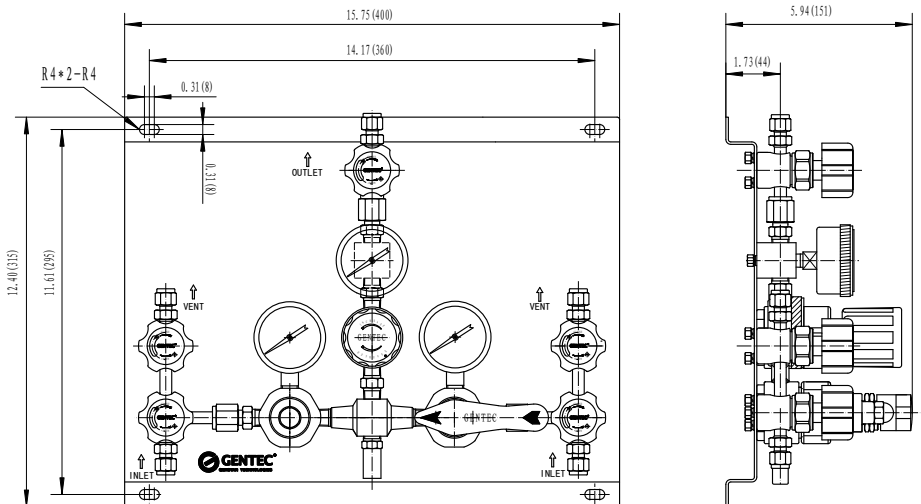 15.75(400)
5.94(151)
14.17(360)
1.73(44)
R4*2-R4
0.31(8)
0.31(8)
OUTLET
12.40(315)
11.61(295)
VENT
VENT
GENTEC
GENTEC
INLET
GENTEC
INLET